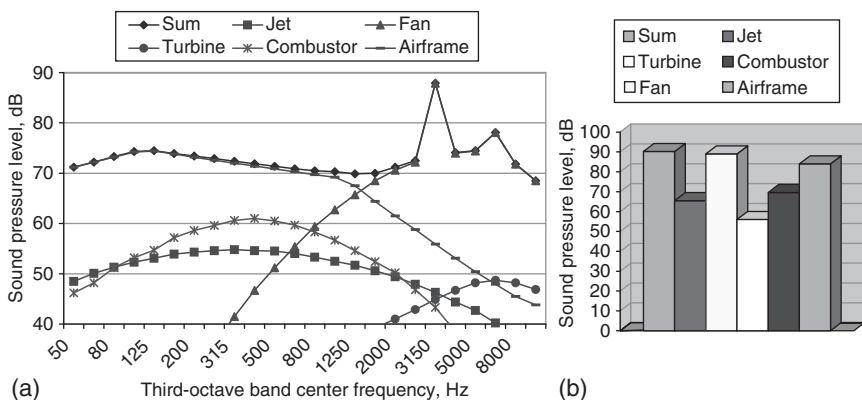 Sum Jet Fan
Turbine Combustor Airframe
Sound pressure level, dB
90
80
70
60
50
40
50 80 125 200 315 500 800 1250 2000 3150 5000 8000
Third-octave band center frequency, Hz
(a)
Sum Jet
Turbine Combustor
Fan Airframe
Sound pressure level, dB
100
90
80
70
60
50
40
30
20
10
0
(b)